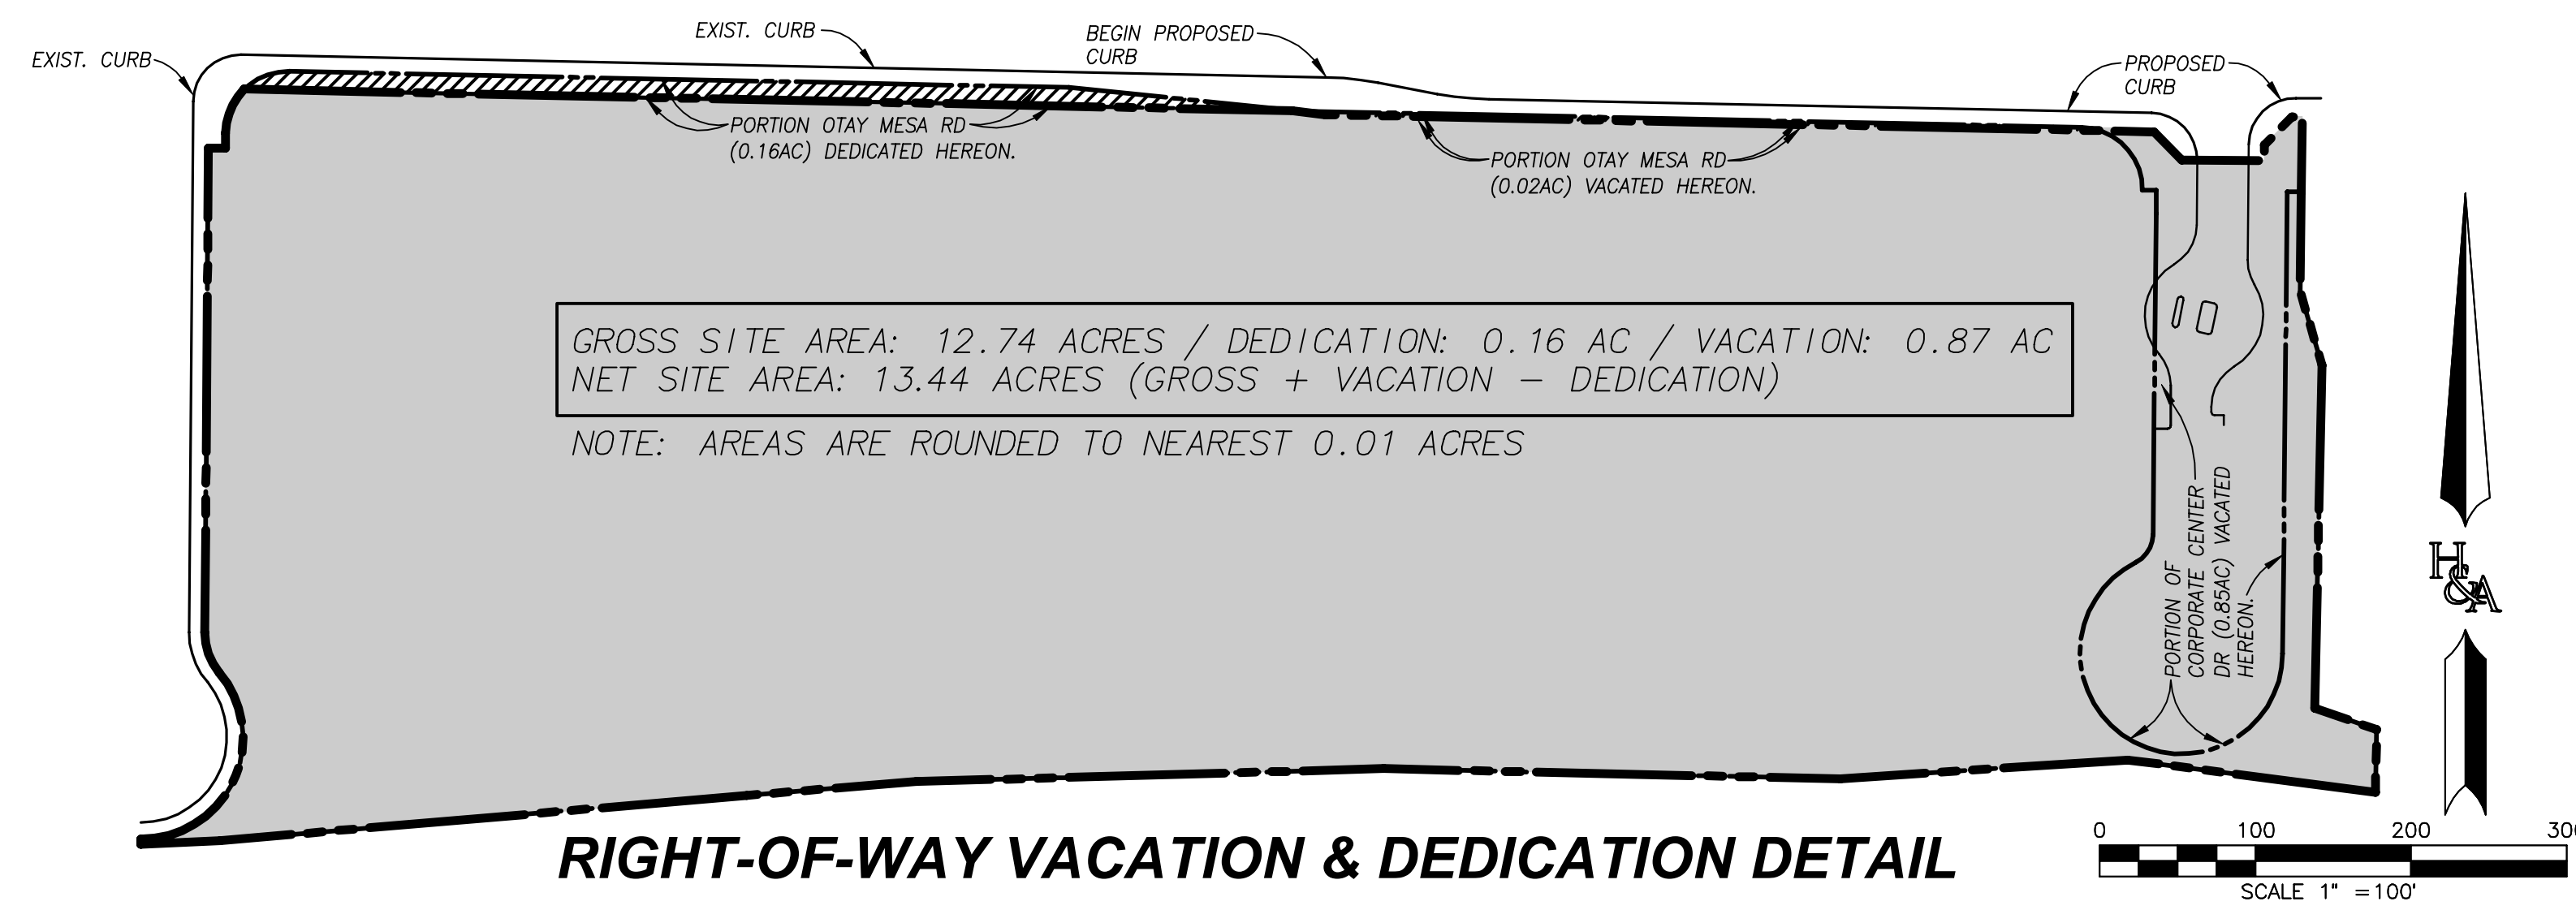 EXIST. CURB
EXIST. CURB
BEGIN PROPOSED
CURB
PROPOSED
CURB
PORTION OTAY MESA RD
(0.16AC) DEDICATED HEREON.
PORTION OTAY MESA RD
(0.02AC) VACATED HEREON.
GROSS SITE AREA: 12.74 ACRES / DEDICATION: 0.16 AC / VACATION: 0.87 AC
NET SITE AREA: 13.44 ACRES (GROSS + VACATION – DEDICATION)
NOTE: AREAS ARE ROUNDED TO NEAREST 0.01 ACRES
PORTION OF
CORPORATE CENTER
DR (0.85AC) VACATED
HEREON.
H&A
RIGHT-OF-WAY VACATION & DEDICATION DETAIL
0 100 200
SCALE 1" =100'